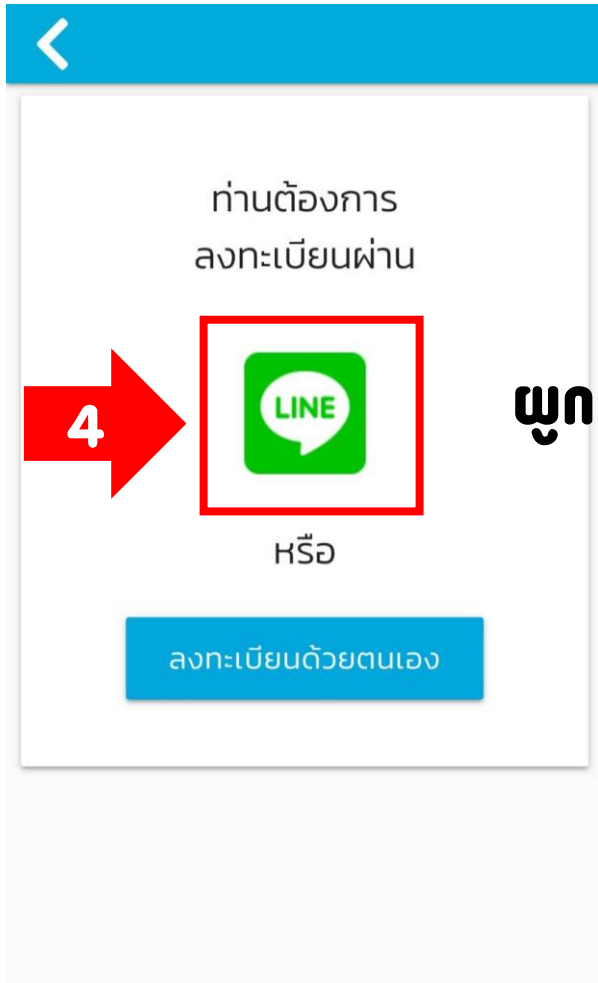 ท่านต้องการ
ลงทะเบียนผ่าน
4
LINE
ผูก
หรือ
ลงทะเบียนด้วยตนเอง